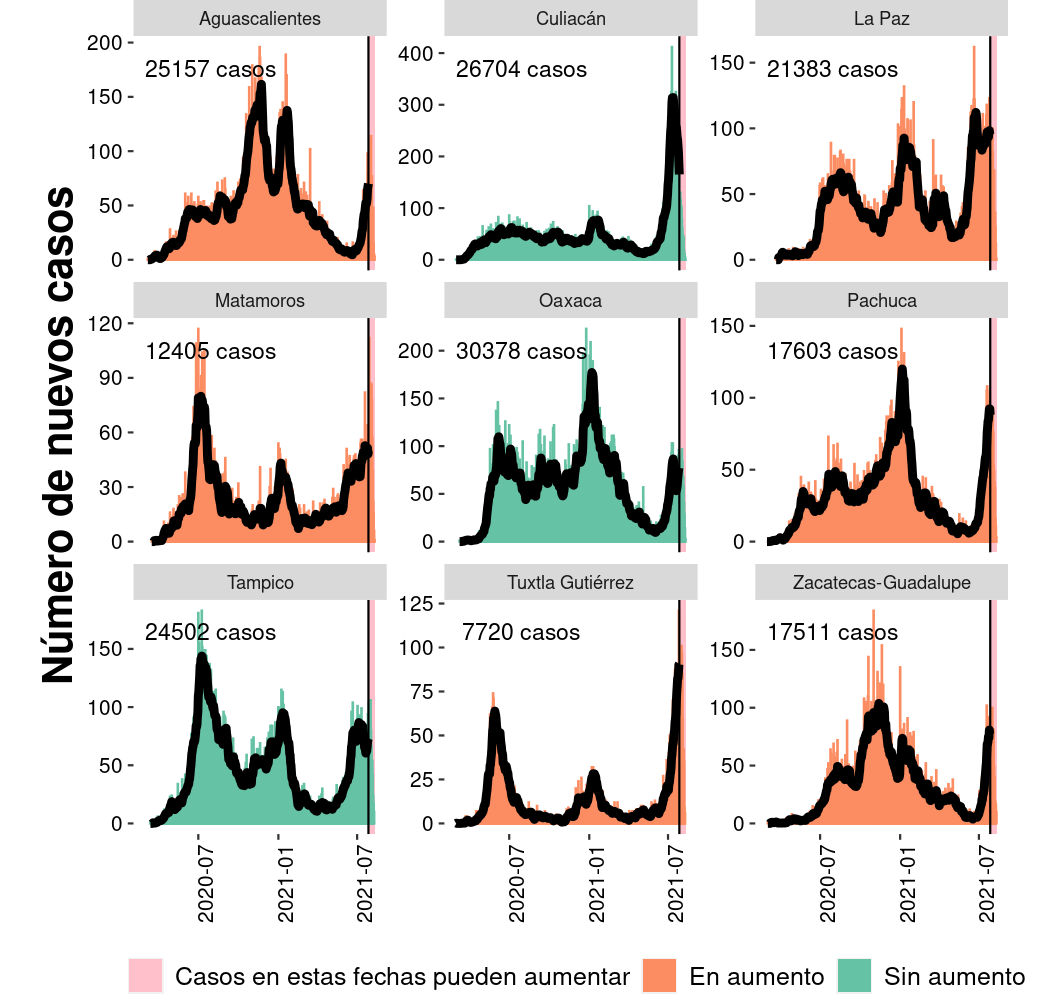 Número de nuevos casos
Aguascalientes
Culiacán
La Paz
200
150
100
50
0
25157 casos
400
300
200
100
0
26704 casos
150
100
50
0
21383 casos
Matamoros
Oaxaca
Pachuca
120
90
60
30
0
12405 casos
200
150
100
50
0
30378 casos
150
100
50
0
17603 casos
Tampico
Tuxtla Gutiérrez
Zacatecas-Guadalupe
150
100
50
0
24502 casos
125
100
75
50
25
0
7720 casos
150
100
50
0
17511 casos
2020-07
2021-01
2021-07
2020-07
2021-01
2021-07
2020-07
2021-01
2021-07
Casos en estas fechas pueden aumentar
En aumento
Sin aumento